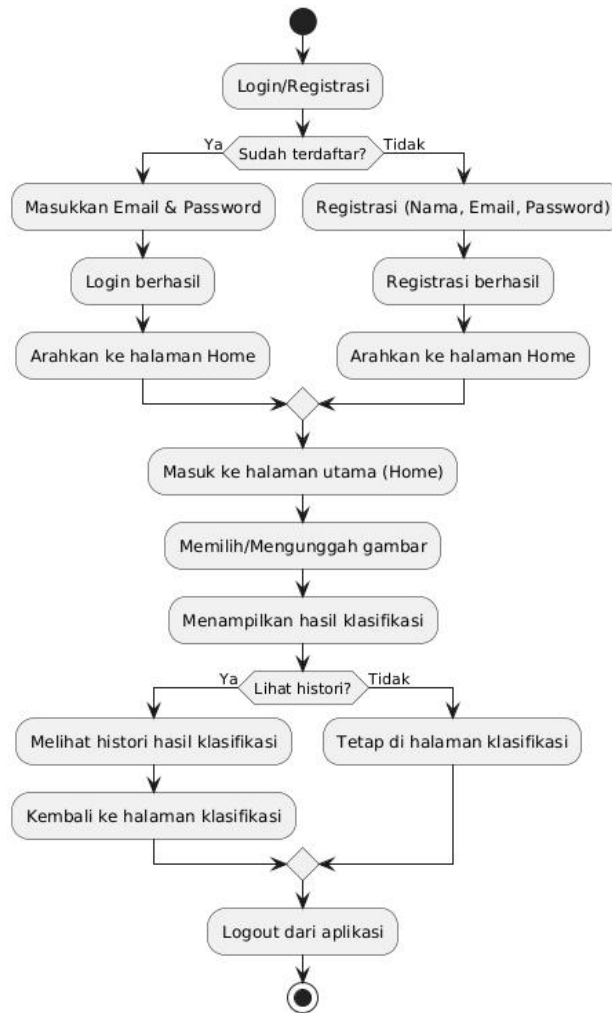 Login/Registrasi
Ya
Sudah terdaftar?
Tidak
Masukkan Email & Password
Registrasi (Nama, Email, Password)
Login berhasil
Registrasi berhasil
Arahkan ke halaman Home
Arahkan ke halaman Home
Masuk ke halaman utama (Home)
Memilih/Mengunggah gambar
Menampilkan hasil klasifikasi
Ya
Lihat histori?
Tidak
Melihat histori hasil klasifikasi
Tetap di halaman klasifikasi
Kembali ke halaman klasifikasi
Logout dari aplikasi